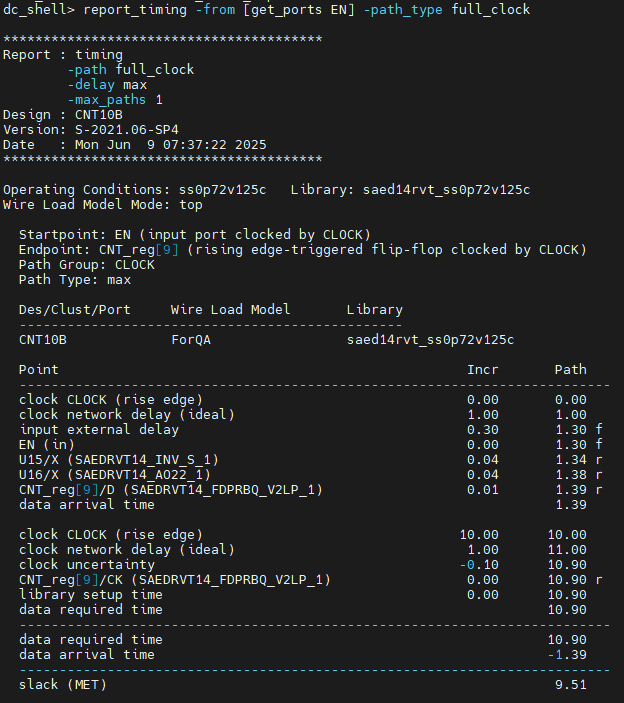 dc_shell> report_timing -from [get_ports EN] -path_type full_clock
****************************************
Report : timing
        -path full_clock
        -delay max
        -max_paths 1
Design : CNT10B
Version: S-2021.06-SP4
Date   : Mon Jun  9 07:37:22 2025
****************************************
Operating Conditions: ss0p72v125c   Library: saed14rvt_ss0p72v125c
Wire Load Model Mode: top
  Startpoint: EN (input port clocked by CLOCK)
  Endpoint: CNT_reg[9] (rising edge-triggered flip-flop clocked by CLOCK)
  Path Group: CLOCK
  Path Type: max
  Des/Clust/Port     Wire Load Model       Library
  ------------------------------------------------
  CNT10B             ForQA                 saed14rvt_ss0p72v125c
  Point                                                   Incr       Path
  --------------------------------------------------------------------------
  clock CLOCK (rise edge)                                 0.00       0.00
  clock network delay (ideal)                             1.00       1.00
  input external delay                                    0.30       1.30 f
  EN (in)                                                 0.00       1.30 f
  U15/X (SAEDRVT14_INV_S_1)                               0.04       1.34 r
  U16/X (SAEDRVT14_AO22_1)                                0.04       1.38 r
  CNT_reg[9]/D (SAEDRVT14_FDPRBQ_V2LP_1)                  0.01       1.39 r
  data arrival time                                                  1.39
  clock CLOCK (rise edge)                                10.00      10.00
  clock network delay (ideal)                             1.00      11.00
  clock uncertainty                                      -0.10      10.90
  CNT_reg[9]/CK (SAEDRVT14_FDPRBQ_V2LP_1)                 0.00      10.90 r
  library setup time                                      0.00      10.90
  data required time                                                10.90
  --------------------------------------------------------------------------
  data required time                                                10.90
  data arrival time                                                 -1.39
  --------------------------------------------------------------------------
  slack (MET)                                                        9.51